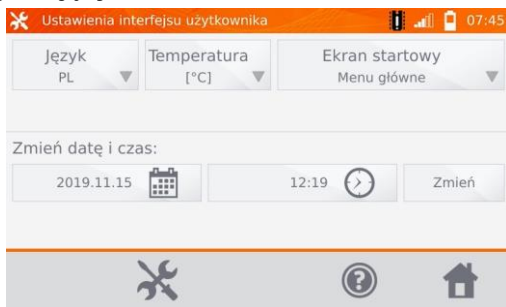 Ustawienia interfejsu użytkownika 07:45
Język Temperatura Ekran startowy
PL [°C] Menu główne
Zmień datę i czas:
2019.11.15 12:19 Zmień